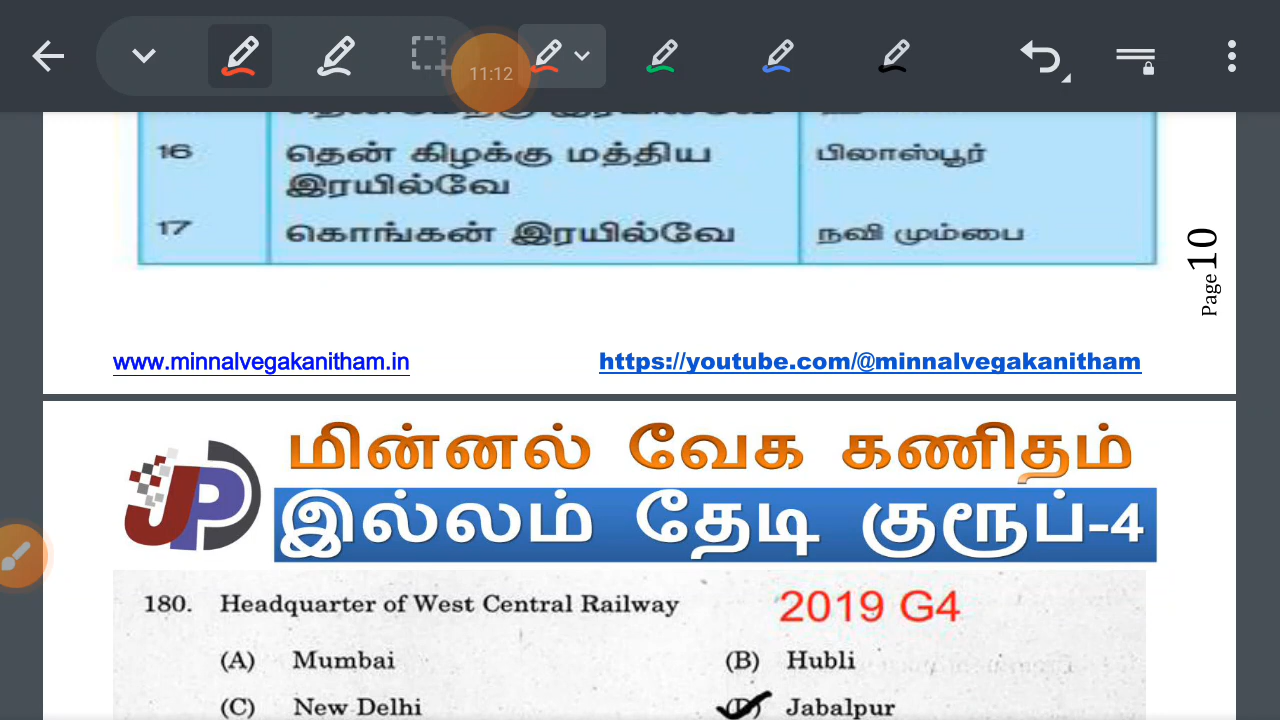 11:12
16 தென் கிழக்கு மத்திய பிலாஸ்பூர்
இரயில்வே
17 கொங்கன் இரயில்வே நவி மும்பை
Page 10
www.minnalvegakanitham.in https://youtube.com/@minnalvegakanitham
மின்னல் வேக கணிதம்
JP இல்லம் தேடி குரூப்-4
180. Headquarter of West Central Railway 2019 G4
(A) Mumbai (B) Hubli
(C) New Delhi (D) Jabalpur